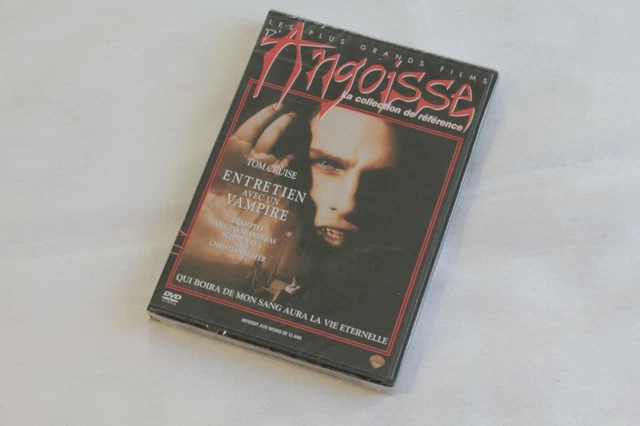 LES PLUS GRANDS FILMS
D'Angoisse
La collection de référence
TOM CRUISE
ENTRETIEN
AVEC UN
VAMPIRE
BRAD PITT
ANTONIO BANDERAS
STEPHEN REA
CHRISTIAN SLATER
QUI BOIRA DE MON SANG AURA LA VIE ETERNELLE
DVD
INTERDIT AUX MOINS DE 12 ANS